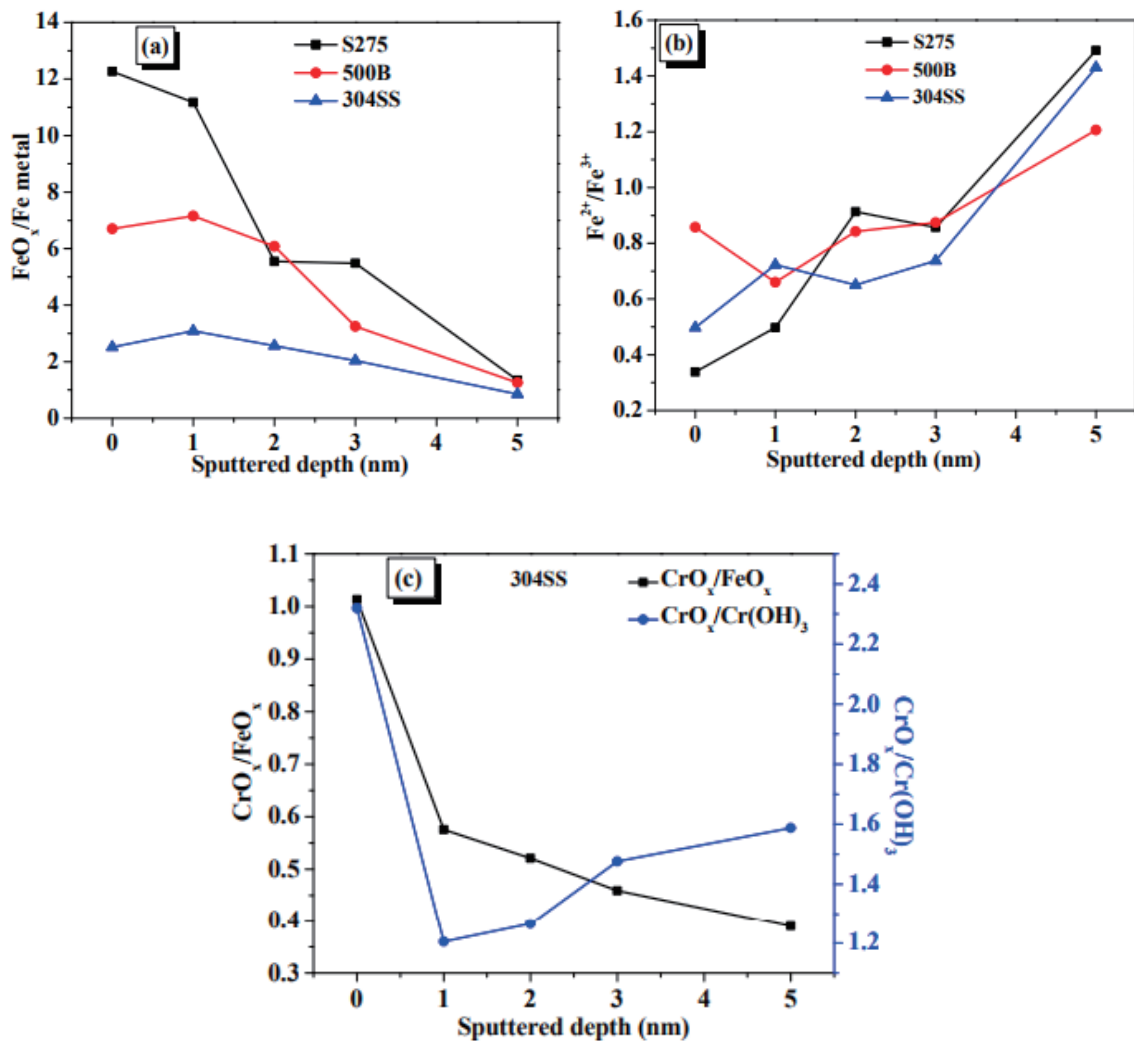 (a)
S275
500B
304SS
FeOₓ/Fe metal
14
12
10
8
6
4
2
0
0 1 2 3 4 5
Sputtered depth (nm)
(b)
S275
500B
304SS
Fe²⁺/Fe³⁺
1.6
1.4
1.2
1.0
0.8
0.6
0.4
0.2
0 1 2 3 4 5
Sputtered depth (nm)
(c)
304SS
CrOₓ/FeOₓ
CrOₓ/Cr(OH)₃
CrOₓ/FeOₓ
1.1
1.0
0.9
0.8
0.7
0.6
0.5
0.4
0.3
2.4
2.2
2.0
1.8
1.6
1.4
1.2
CrOₓ/Cr(OH)₃
0 1 2 3 4 5
Sputtered depth (nm)